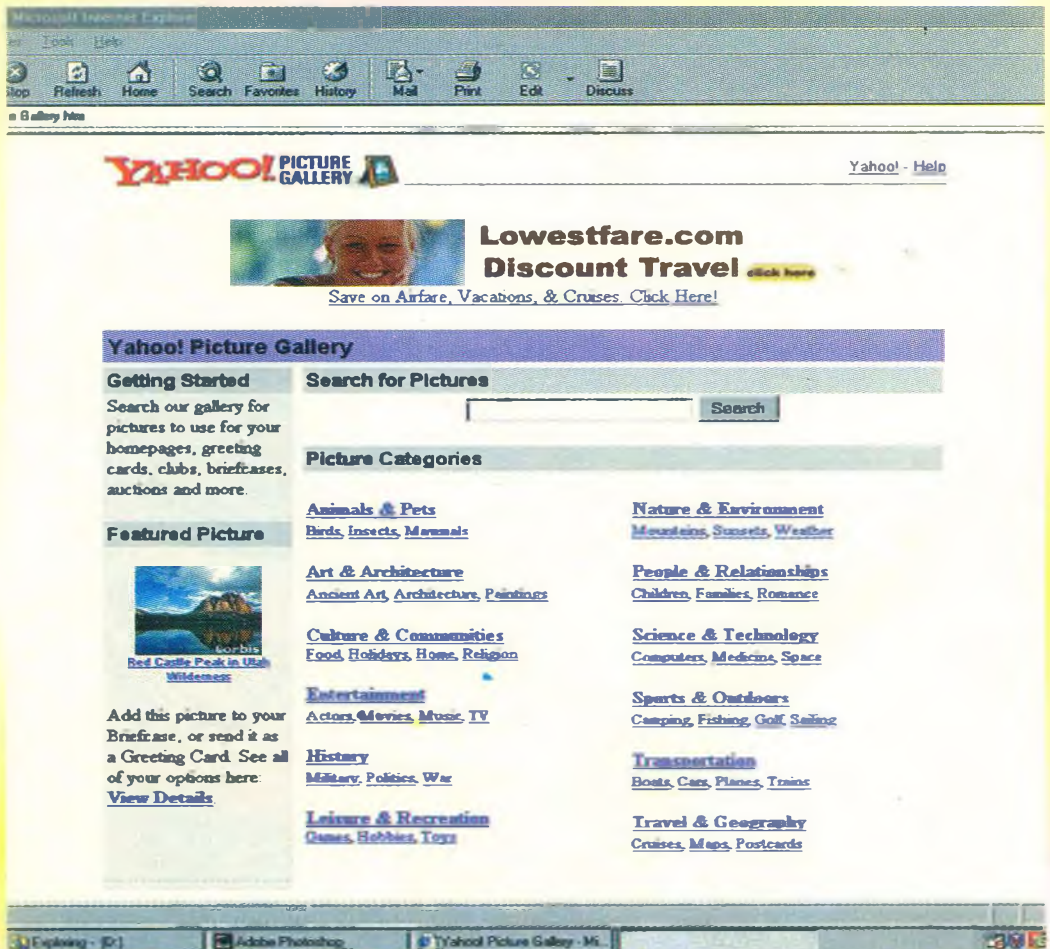 Microsoft Internet Explorer
Tools Help
Stop Refresh Home Search Favorites History Mail Print Edit Discuss
Gallery.htm
YAHOO! PICTURE GALLERY
Yahoo! - Help
Lowestfare.com
Discount Travel click here
Save on Airfare, Vacations, & Cruises. Click Here!
Yahoo! Picture Gallery
Getting Started
Search our gallery for
pictures to use for your
homepages, greeting
cards, clubs, briefcases,
auctions and more.
Featured Picture
Corbis
Red Castle Peak in Utah
Wilderness
Add this picture to your
Briefcase, or send it as
a Greeting Card. See all
of your options here:
View Details
Search for Pictures
Search
Picture Categories
Animals & Pets
Birds, Insects, Mammals
Art & Architecture
Ancient Art, Architecture, Paintings
Culture & Communities
Food, Holidays, Home, Religion
Entertainment
Actors, Movies, Music, TV
History
Military, Politics, War
Leisure & Recreation
Games, Hobbies, Toys
Nature & Environment
Mountains, Sunsets, Weather
People & Relationships
Children, Families, Romance
Science & Technology
Computers, Medicine, Space
Sports & Outdoors
Camping, Fishing, Golf, Sailing
Transportation
Boats, Cars, Planes, Trains
Travel & Geography
Cruises, Maps, Postcards
Exploring - (D:) Adobe Photoshop Yahoo! Picture Gallery - Mi...